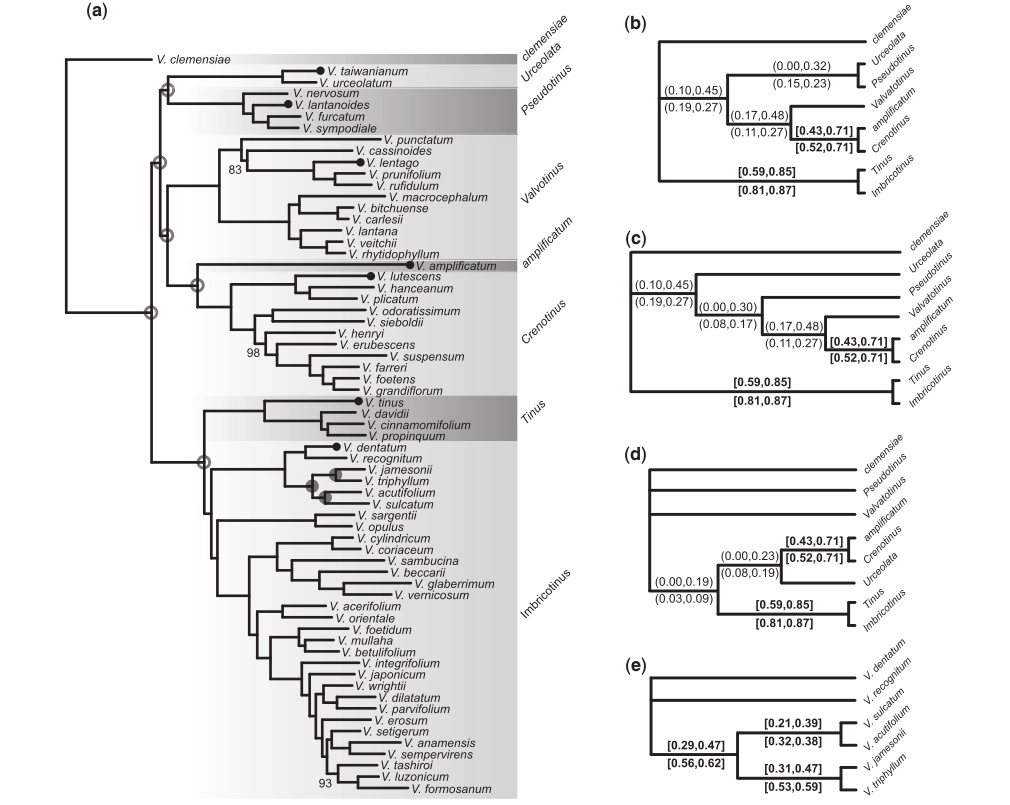 (a)
V. clemensiae
V. taiwanianum
V. urceolatum
V. nervosum
V. lantanoides
V. furcatum
V. sympodiale
V. punctatum
V. cassinoides
83
V. lentago
V. prunifolium
V. rufidulum
V. macrocephalum
V. bitchuense
V. carlesii
V. lantana
V. veitchii
V. rhytidophyllum
V. amplificatum
V. lutescens
V. hanceanum
V. plicatum
V. odoratissimum
V. sieboldii
V. henryi
V. erubescens
98
V. suspensum
V. farreri
V. foetens
V. grandiflorum
V. tinus
V. davidii
V. cinnamomifolium
V. propinquum
V. dentatum
V. recognitum
V. jamesonii
V. triphyllum
V. acutifolium
V. sulcatum
V. sargentii
V. opulus
V. cylindricum
V. coriaceum
V. sambucina
V. beccarii
V. glaberrimum
V. vernicosum
V. acerifolium
V. orientale
V. foetidum
V. mullaha
V. betulifolium
V. integrifolium
V. japonicum
V. wrightii
V. dilatatum
V. parvifolium
V. erosum
V. setigerum
V. anamensis
V. sempervirens
V. tashiroi
93
V. luzonicum
V. formosanum
clemensiae
Urceolata
Pseudotinus
Valvotinus
amplificatum
Crenotinus
Tinus
Imbricotinus
(b)
clemensiae
Urceolata
Pseudotinus
Valvatotinus
amplificatum
Crenotinus
Tinus
Imbricotinus
(0.00,0.32)
(0.15,0.23)
(0.10,0.45)
(0.19,0.27)
(0.17,0.48)
(0.11,0.27)
[0.43,0.71]
[0.52,0.71]
[0.59,0.85]
[0.81,0.87]
(c)
clemensiae
Urceolata
Pseudotinus
Valvatotinus
amplificatum
Crenotinus
Tinus
Imbricotinus
(0.10,0.45)
(0.19,0.27)
(0.00,0.30)
(0.08,0.17)
(0.17,0.48)
(0.11,0.27)
[0.43,0.71]
[0.52,0.71]
[0.59,0.85]
[0.81,0.87]
(d)
clemensiae
Pseudotinus
Valvatotinus
amplificatum
Crenotinus
Urceolata
Tinus
Imbricotinus
[0.43,0.71]
[0.52,0.71]
(0.00,0.23)
(0.08,0.19)
(0.00,0.19)
(0.03,0.09)
[0.59,0.85]
[0.81,0.87]
(e)
V. dentatum
V. recognitum
V. sulcatum
V. acutifolium
V. jamesonii
V. triphyllum
[0.21,0.39]
[0.32,0.38]
[0.29,0.47]
[0.56,0.62]
[0.31,0.47]
[0.53,0.59]